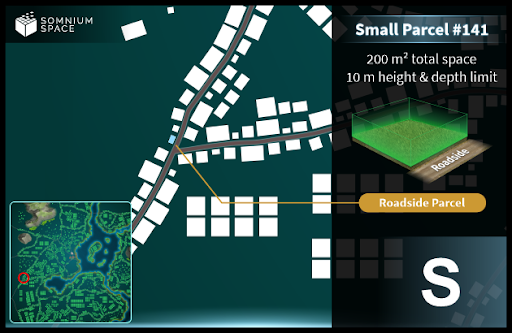 SOMNIUM
SPACE
Small Parcel #141
200 m² total space
10 m height & depth limit
Roadside
Roadside Parcel
S